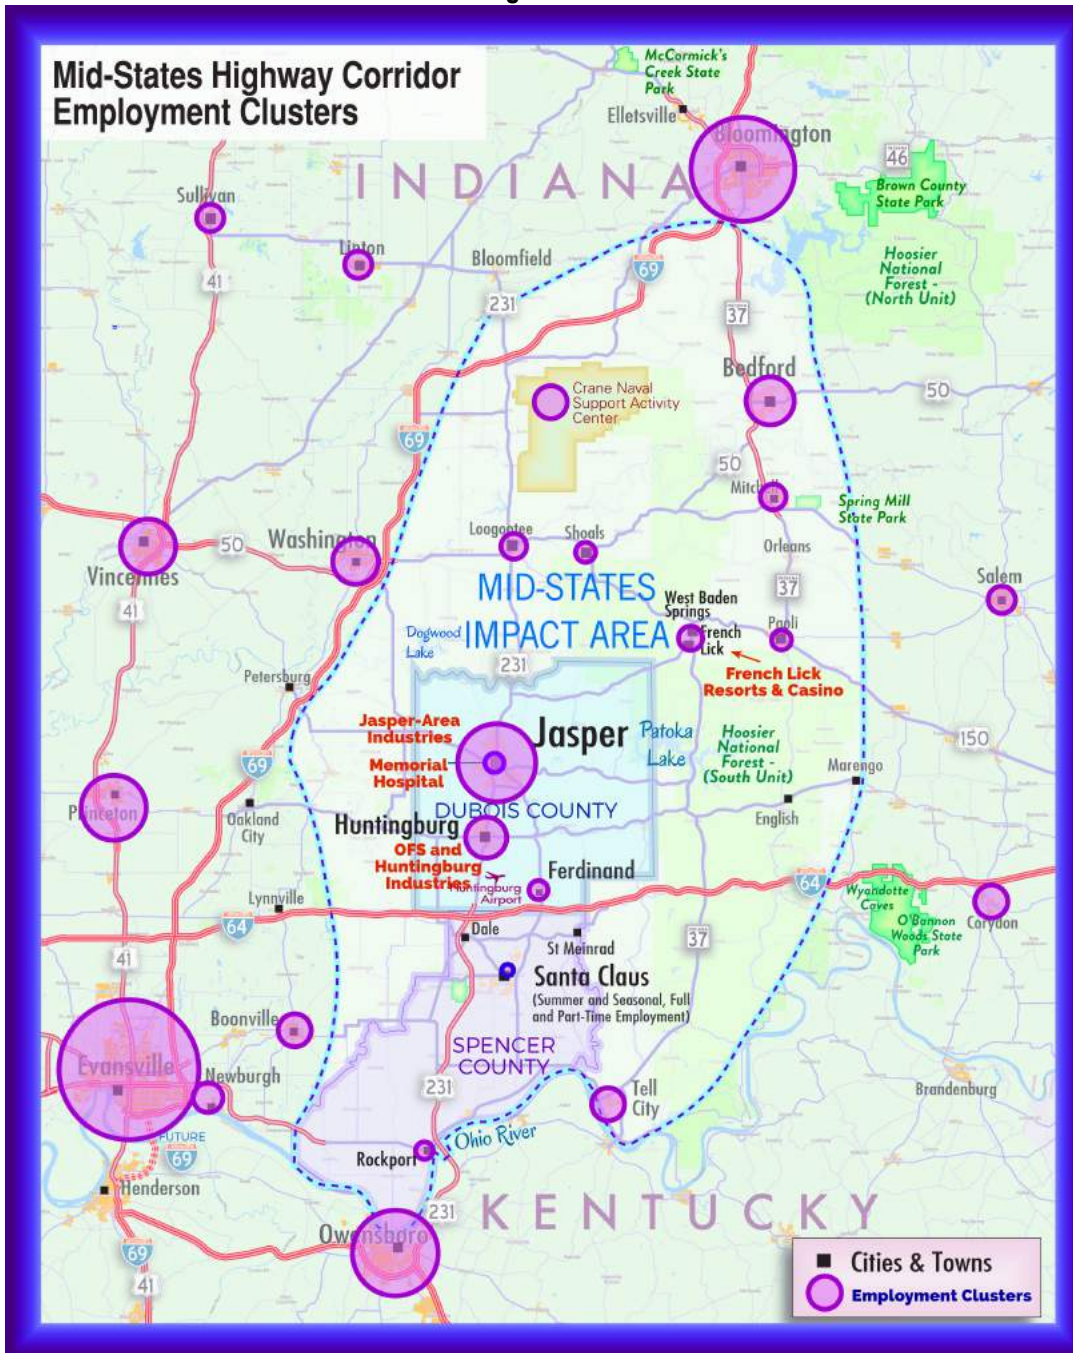 Mid-States Highway Corridor
Employment Clusters
McCormick's
Creek State
Park
Elletsville
Bloomington
INDIANA
46
Brown County
State Park
Sullivan
Linton
Bloomfield
41
231
69
Hoosier
National
Forest -
(North Unit)
37
Bedford
50
Crane Naval
Support Activity
Center
69
50
Mitchell
Spring Mill
State Park
Vincennes
50
Washington
Loogootee
Shoals
Orleans
MID-STATES
IMPACT AREA
37
Salem
41
West Baden
Springs
French
Lick
Paoli
Dogwood
Lake
231
French Lick
Resorts & Casino
Petersburg
Jasper-Area
Industries
Jasper
Patoka
Lake
Hoosier
National
Forest -
(South Unit)
150
69
Memorial
Hospital
Marengo
Princeton
Oakland
City
DUBOIS COUNTY
Huntingburg
English
OFS and
Huntingburg
Industries
Huntingburg
Airport
Ferdinand
64
Wyandotte
Caves
O'Bannon
Woods State
Park
Corydon
Lynnville
64
Dale
St Meinrad
37
41
Santa Claus
(Summer and Seasonal, Full
and Part-Time Employment)
Boonville
SPENCER
COUNTY
Evansville
Newburgh
231
Tell
City
Brandenburg
FUTURE
69
Ohio River
Rockport
Henderson
231
KENTUCKY
Owensboro
69
41
Cities & Towns
Employment Clusters